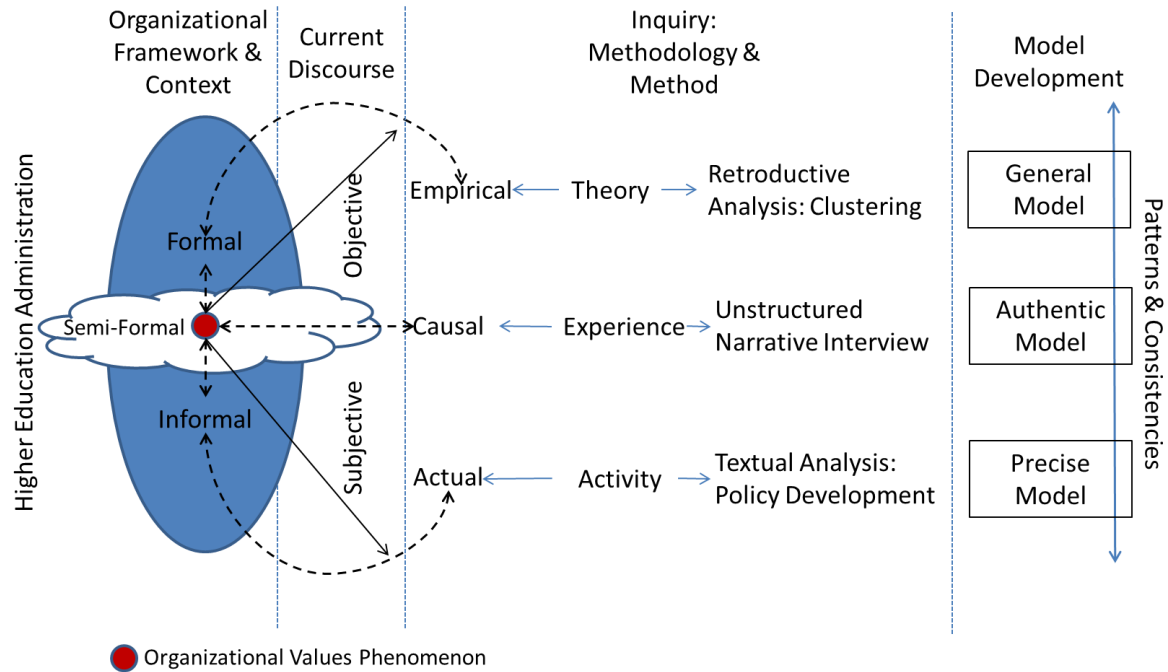 Organizational
Framework &
Context
Current
Discourse
Inquiry:
Methodology &
Method
Model
Development
Higher Education Administration
Formal
Semi-Formal
Informal
Objective
Subjective
Empirical
Theory
Retroductive
Analysis: Clustering
General
Model
Causal
Experience
Unstructured
Narrative Interview
Authentic
Model
Actual
Activity
Textual Analysis:
Policy Development
Precise
Model
Patterns & Consistencies
Organizational Values Phenomenon